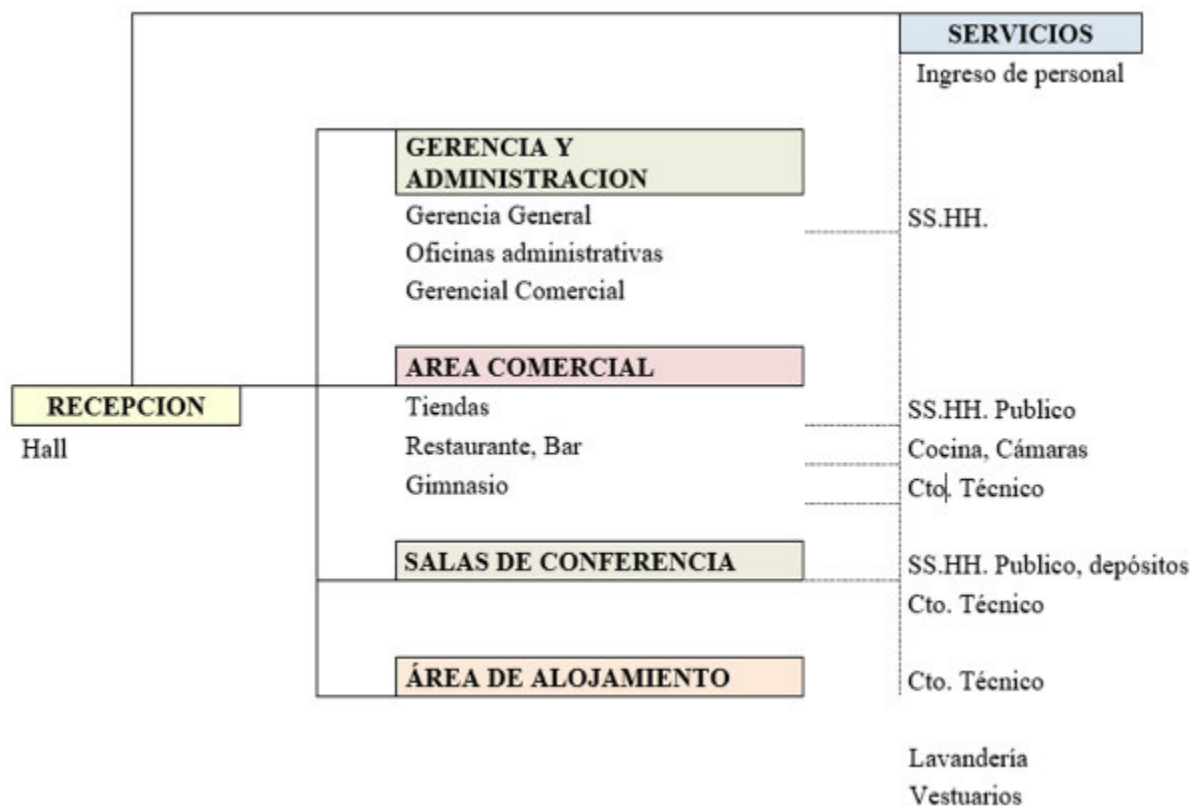 SERVICIOS
Ingreso de personal
GERENCIA Y
ADMINISTRACION
Gerencia General
SS.HH.
Oficinas administrativas
Gerencial Comercial
AREA COMERCIAL
RECEPCION
Tiendas
SS.HH. Publico
Hall
Restaurante, Bar
Cocina, Cámaras
Gimnasio
Cto. Técnico
SALAS DE CONFERENCIA
SS.HH. Publico, depósitos
Cto. Técnico
ÁREA DE ALOJAMIENTO
Cto. Técnico
Lavandería
Vestuarios